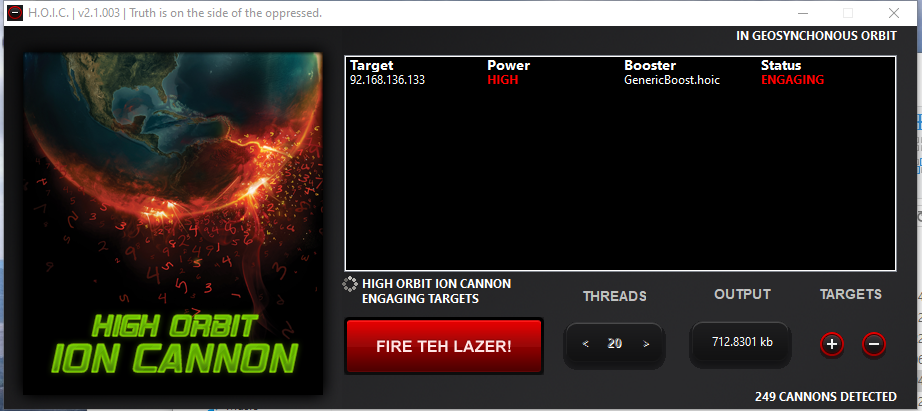 H.O.I.C. | v2.1.003 | Truth is on the side of the oppressed.
IN GEOSYNCHONOUS ORBIT
Target Power Booster Status
92.168.136.133 HIGH GenericBoost.hoic ENGAGING
HIGH ORBIT
ION CANNON
HIGH ORBIT ION CANNON
ENGAGING TARGETS
FIRE TEH LAZER!
THREADS
< 20 >
OUTPUT
712.8301 kb
TARGETS
+ −
249 CANNONS DETECTED